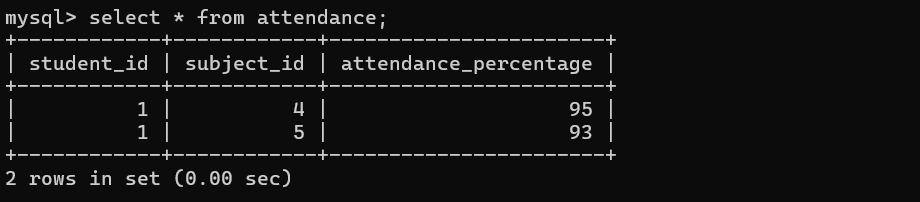 mysql> select * from attendance;
+------------+------------+-----------------------+
| student_id | subject_id | attendance_percentage |
+------------+------------+-----------------------+
|          1 |          4 |                    95 |
|          1 |          5 |                    93 |
+------------+------------+-----------------------+
2 rows in set (0.00 sec)